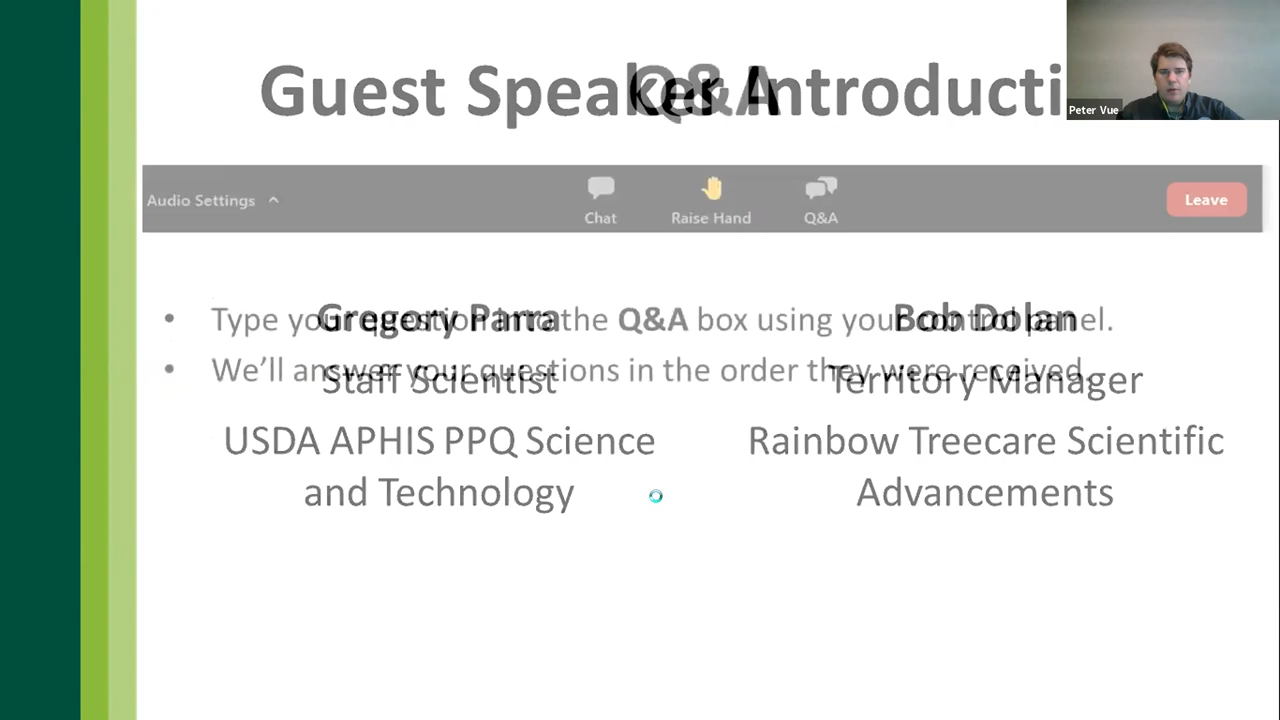 Guest Speaker Introducti
Q&A
Peter Vue
Audio Settings
Chat
Raise Hand
Q&A
Leave
• Type your question into the Q&A box using your control panel.
• We’ll answer your questions in the order they were received.
Gregory Parra
Staff Scientist
USDA APHIS PPQ Science
and Technology
Bob Dolan
Territory Manager
Rainbow Treecare Scientific
Advancements